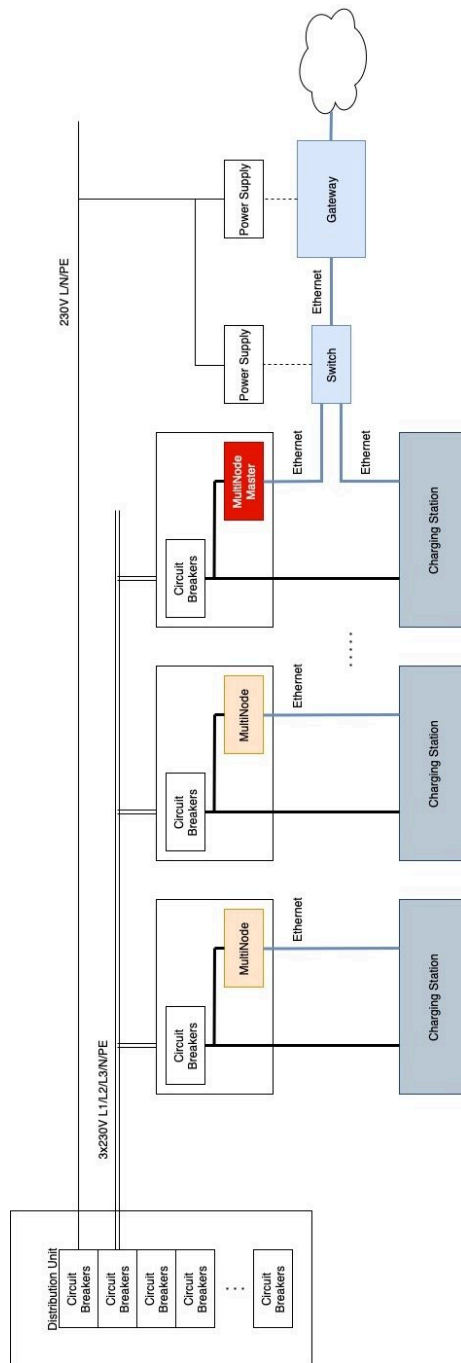 Distribution Unit
Circuit
Breakers
Circuit
Breakers
Circuit
Breakers
Circuit
Breakers
...
Circuit
Breakers
230V L/N/PE
3x230V L1/L2/L3/N/PE
Circuit
Breakers
MultiNode
Ethernet
Charging Station
Circuit
Breakers
MultiNode
Ethernet
Charging Station
.....
Circuit
Breakers
MultiNode
Master
Ethernet
Ethernet
Charging Station
Power Supply
Switch
Ethernet
Power Supply
Gateway